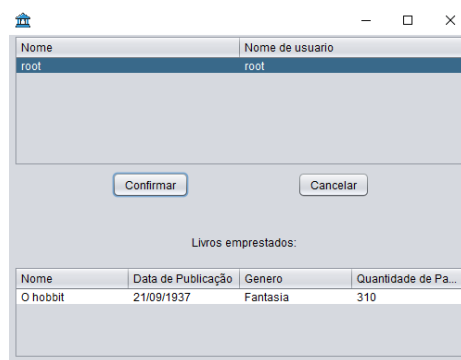 Nome Nome de usuario
root root
Confirmar Cancelar
Livros emprestados:
Nome Data de Publicação Genero Quantidade de Pa...
O hobbit 21/09/1937 Fantasia 310